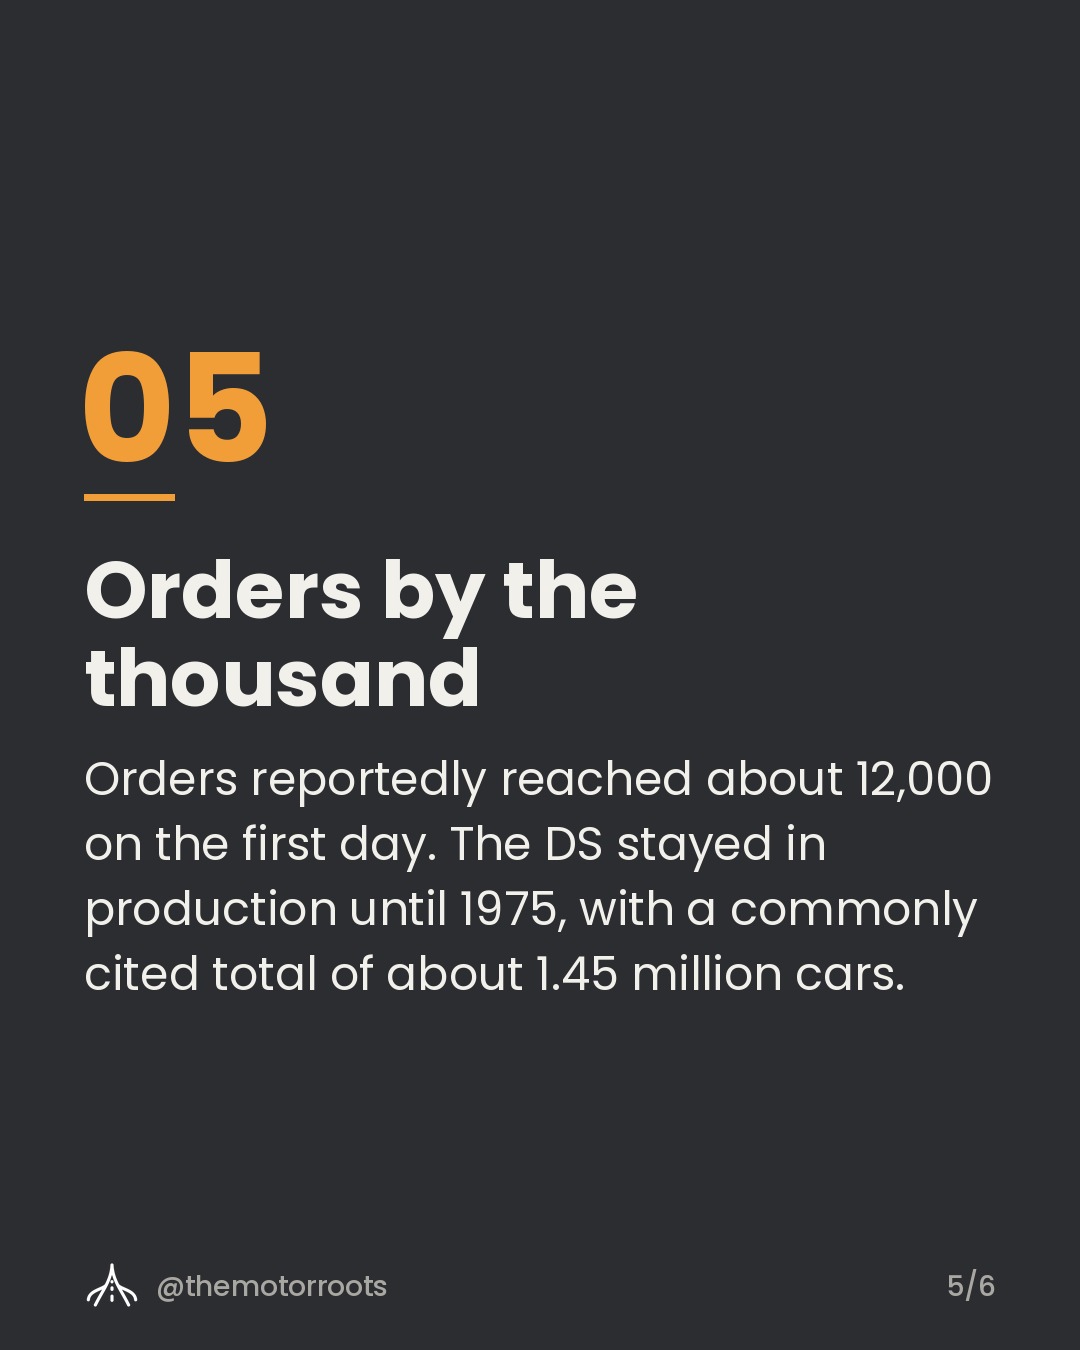 05
Orders by the
thousand
Orders reportedly reached about 12,000
on the first day. The DS stayed in
production until 1975, with a commonly
cited total of about 1.45 million cars.
@themotorroots
5/6